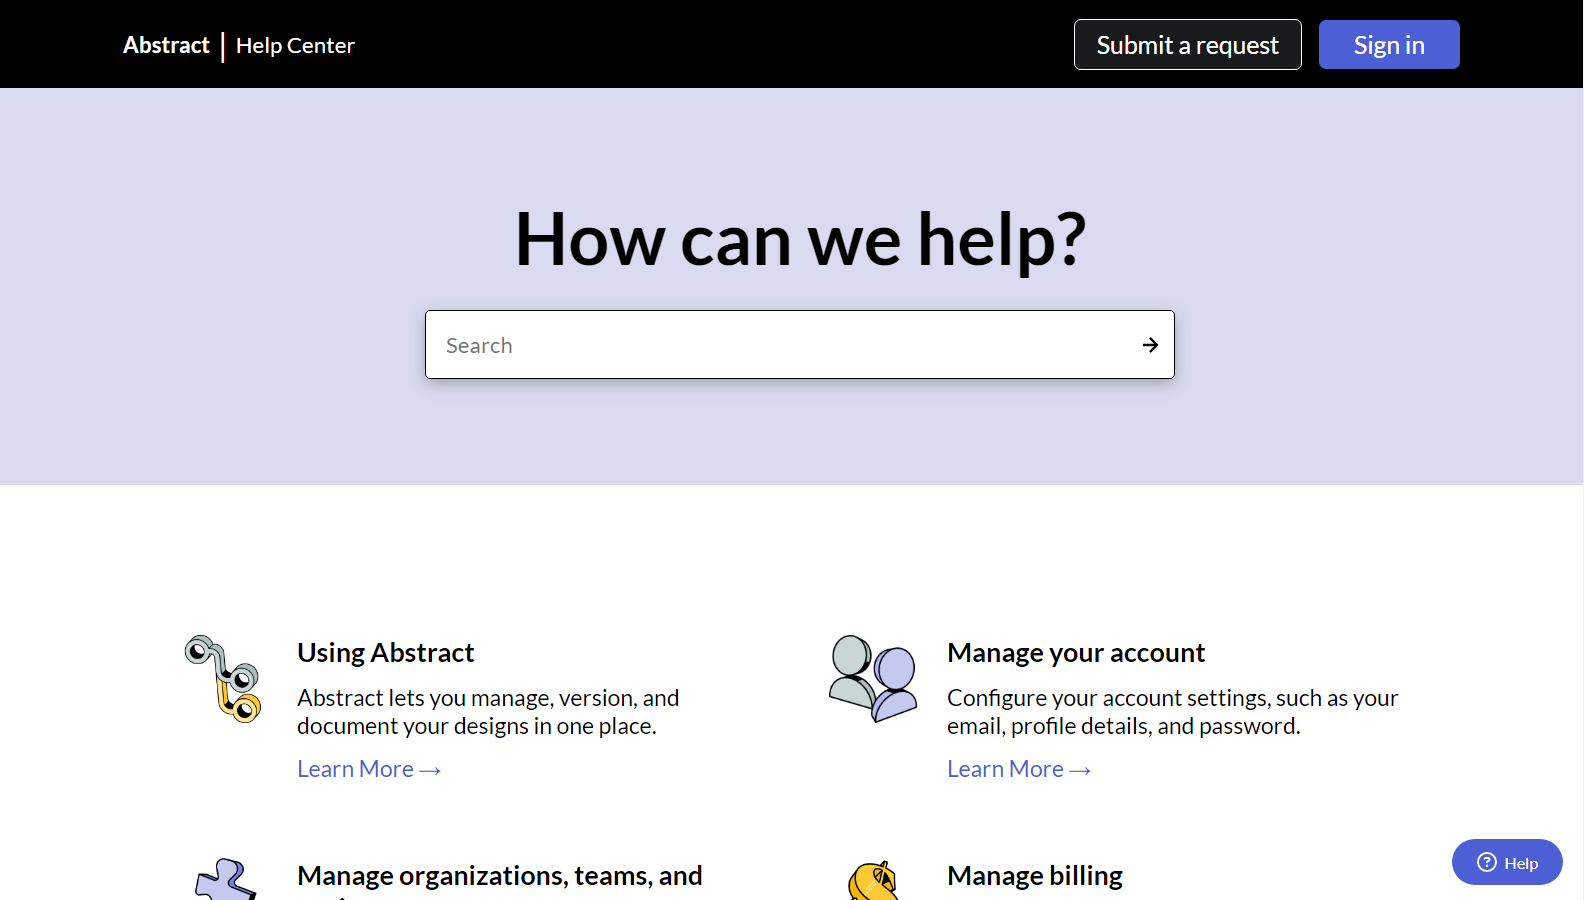 Abstract | Help Center
Submit a request
Sign in
How can we help?
Search
Using Abstract
Abstract lets you manage, version, and
document your designs in one place.
Learn More →
Manage your account
Configure your account settings, such as your
email, profile details, and password.
Learn More →
Manage organizations, teams, and
Manage billing
Help